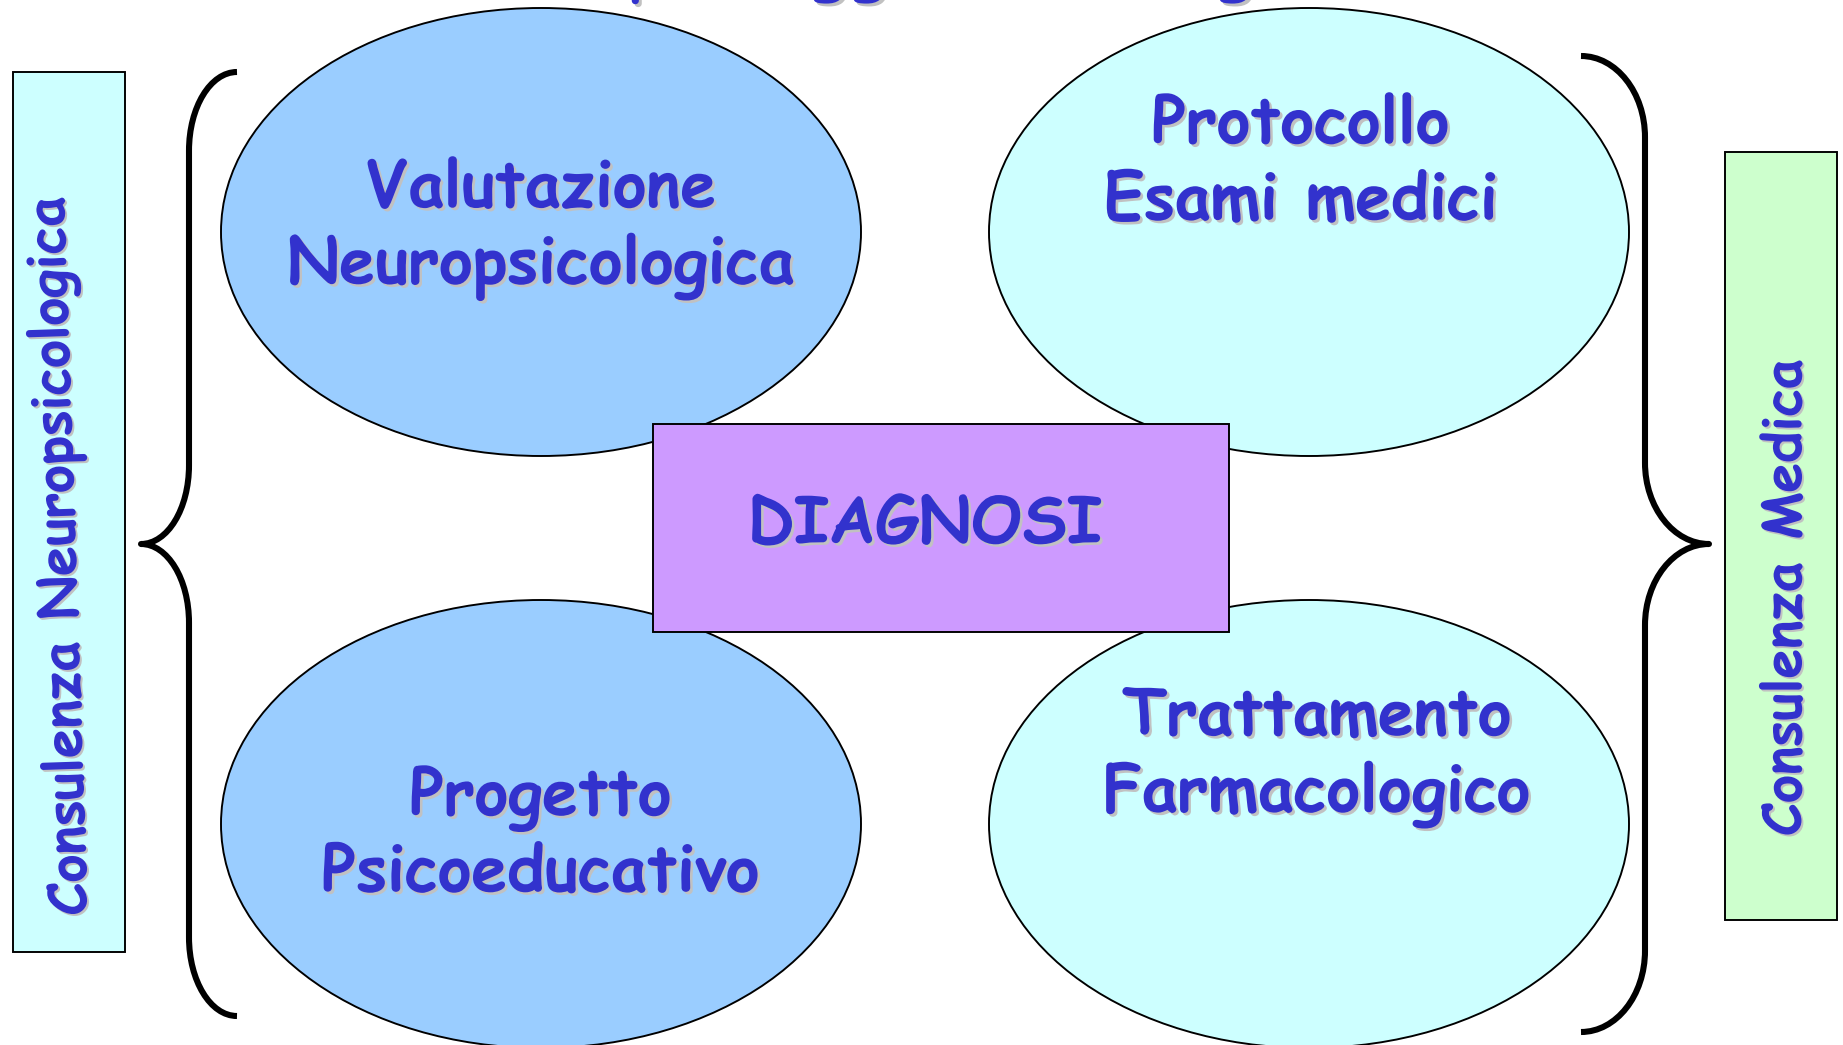 Consulenza Neuropsicologica
Valutazione
Neuropsicologica
Protocollo
Esami medici
DIAGNOSI
Progetto
Psicoeducativo
Trattamento
Farmacologico
Consulenza Medica